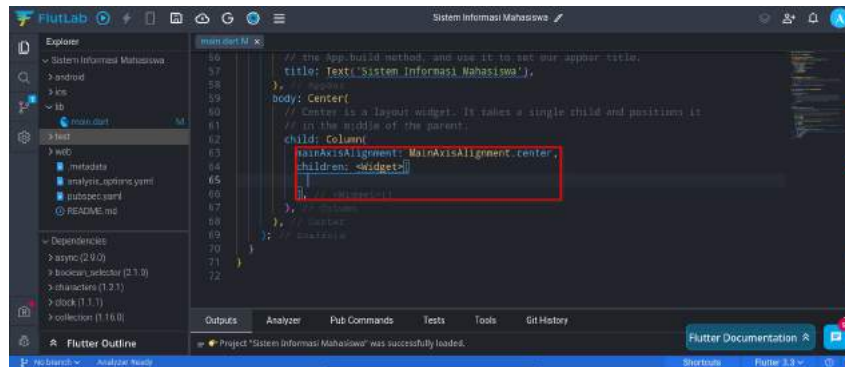 FlutLab
Sistem Informasi Mahasiswa
Explorer
Sistem Informasi Mahasiswa
android
ios
lib
main.dart M
test
web
.metadata
analysis_options.yaml
pubspec.yaml
README.md
Dependencies
async (2.9.0)
boolean_selector (2.1.0)
characters (1.2.1)
clock (1.1.1)
collection (1.16.0)
Flutter Outline
main.dart M x
56 // the App.build method, and use it to set our appbar title.
57 title: Text('Sistem Informasi Mahasiswa'),
58 ), // AppBar
59 body: Center(
60 // Center is a layout widget. It takes a single child and positions it
61 // in the middle of the parent.
62 child: Column(
63 mainAxisAlignment: MainAxisAlignment.center,
64 children: <Widget>[
65
66 ], // <Widget>[]
67 ), // Column
68 ), // Center
69 ); // Scaffold
70 }
71 }
72
Outputs Analyzer Pub Commands Tests Tools Git History
Project "Sistem Informasi Mahasiswa" was successfully loaded.
Flutter Documentation
No branch Analyzer Ready
Shortcuts Flutter 3.3